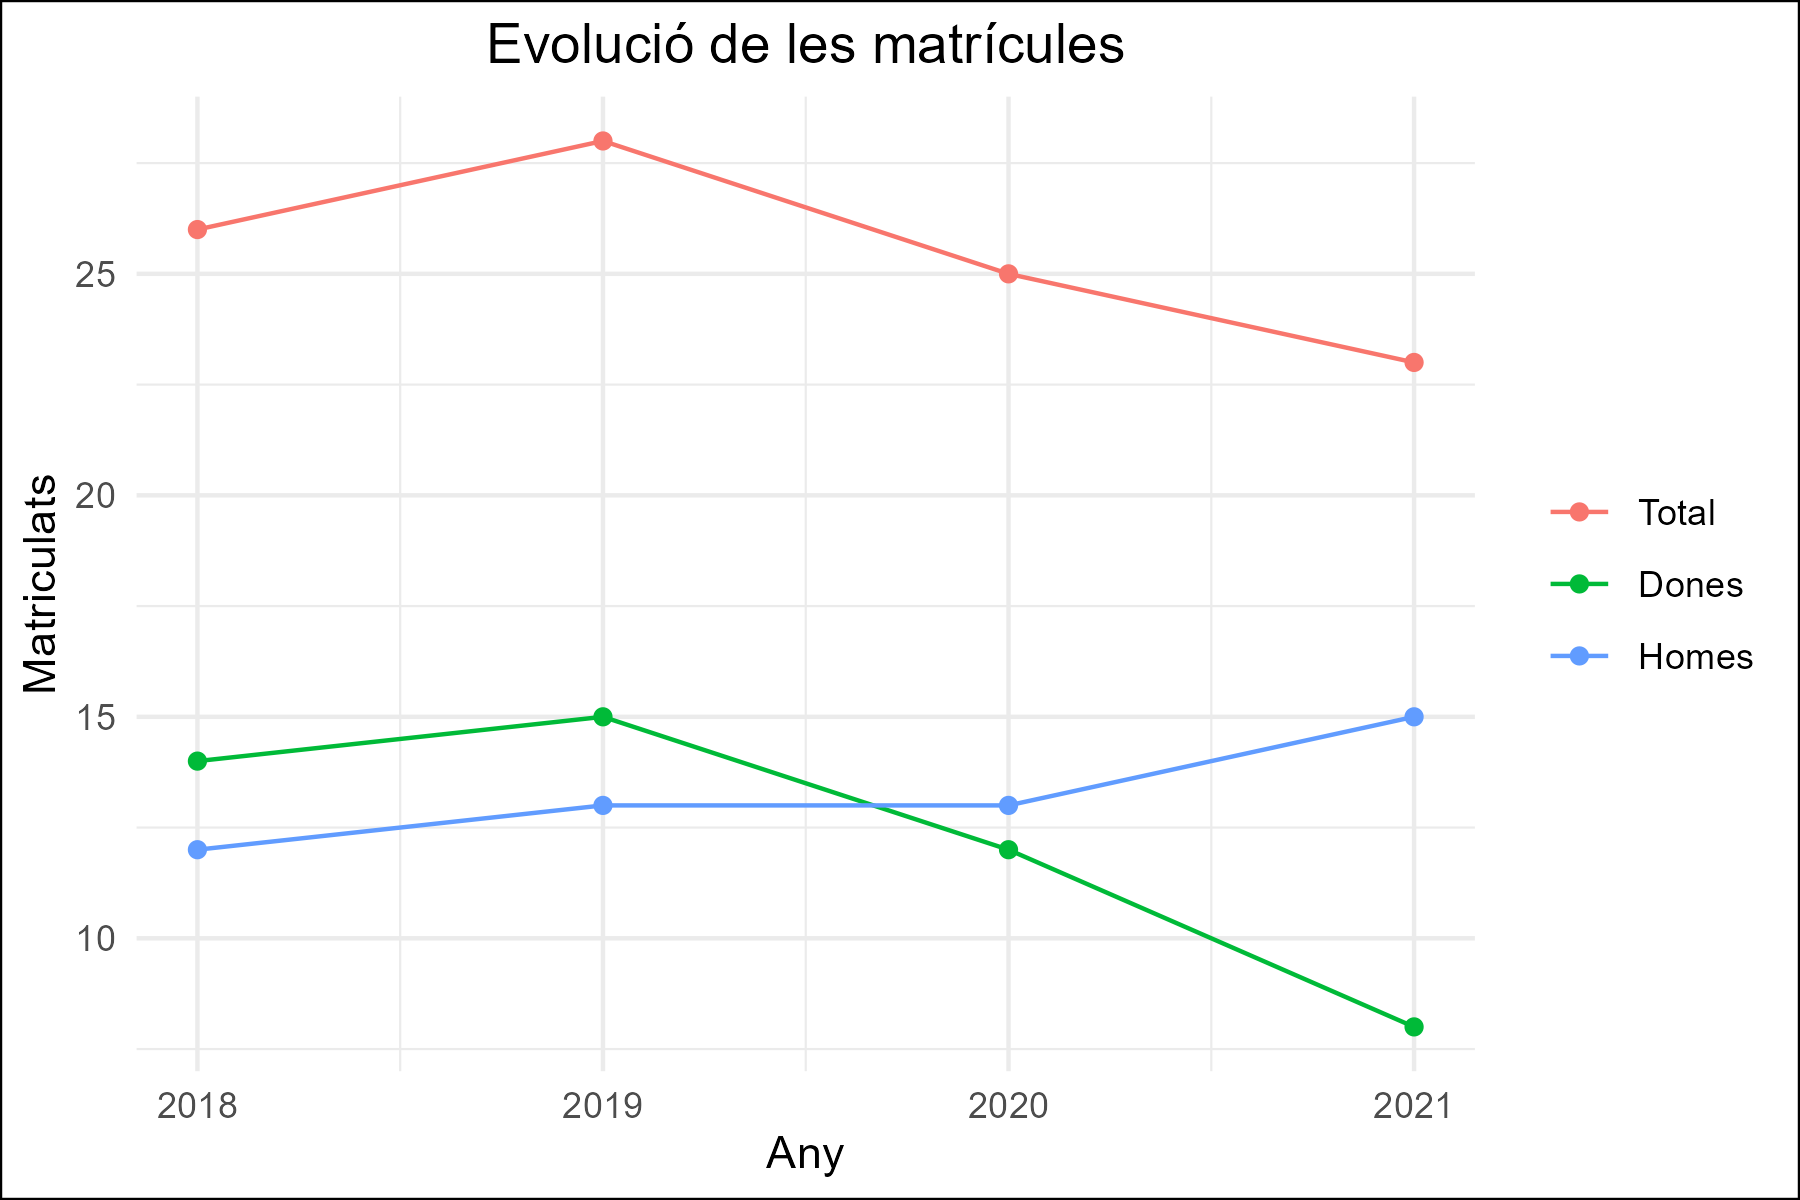 Evolució de les matrícules
Matriculats
25
20
15
10
2018
2019
2020
2021
Any
Total
Dones
Homes